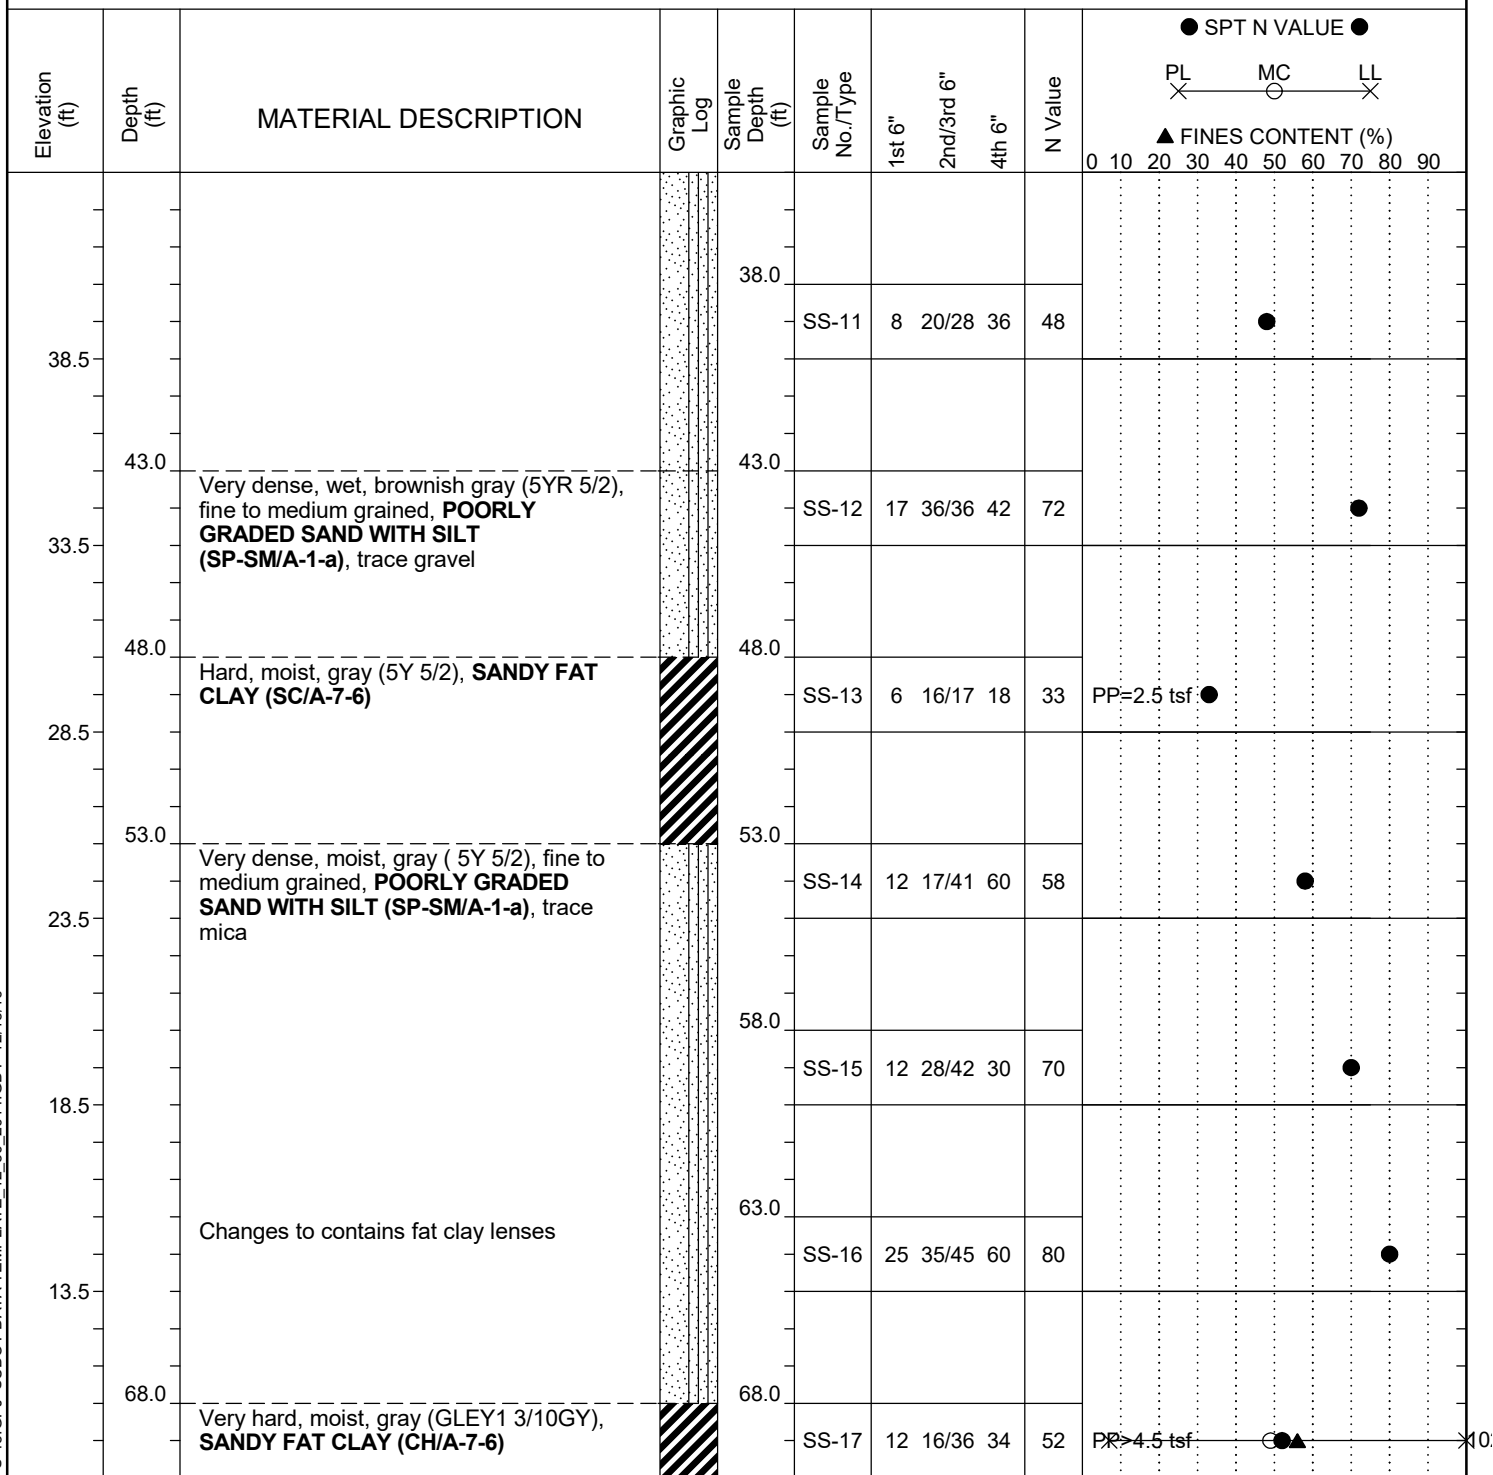 ● SPT N VALUE ●
PL MC LL
▲ FINES CONTENT (%)
0 10 20 30 40 50 60 70 80 90
Elevation (ft)
Depth (ft)
MATERIAL DESCRIPTION
Graphic Log
Sample Depth (ft)
Sample No./Type
1st 6"
2nd/3rd 6"
4th 6"
N Value
38.0
SS-11 8 20/28 36 48
38.5
43.0 43.0
Very dense, wet, brownish gray (5YR 5/2),
fine to medium grained, POORLY
GRADED SAND WITH SILT
(SP-SM/A-1-a), trace gravel
SS-12 17 36/36 42 72
33.5
48.0 48.0
Hard, moist, gray (5Y 5/2), SANDY FAT
CLAY (SC/A-7-6)
SS-13 6 16/17 18 33 PP=2.5 tsf
28.5
53.0 53.0
Very dense, moist, gray ( 5Y 5/2), fine to
medium grained, POORLY GRADED
SAND WITH SILT (SP-SM/A-1-a), trace
mica
SS-14 12 17/41 60 58
23.5
58.0
SS-15 12 28/42 30 70
18.5
63.0
Changes to contains fat clay lenses
SS-16 25 35/45 60 80
13.5
68.0 68.0
Very hard, moist, gray (GLEY1 3/10GY),
SANDY FAT CLAY (CH/A-7-6)
SS-17 12 16/36 34 52 PP>4.5 tsf